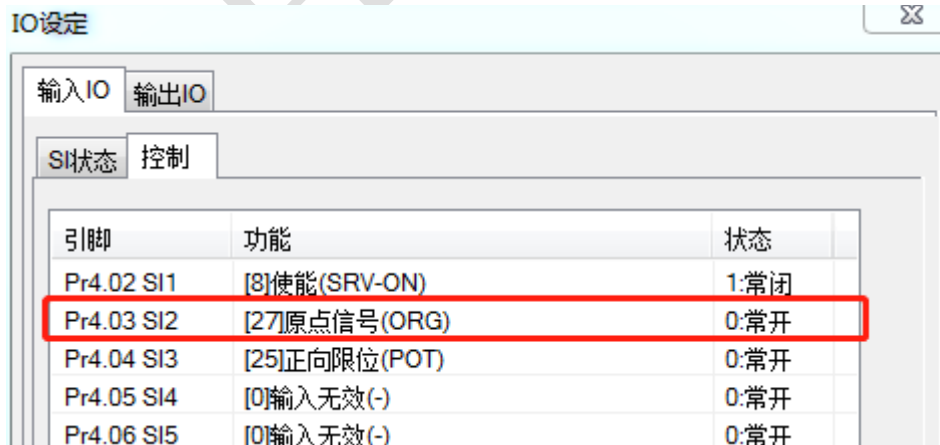 IO设定
输入IO 输出IO
SI状态 控制
引脚 功能 状态
Pr4.02 SI1 [8]使能(SRV-ON) 1:常闭
Pr4.03 SI2 [27]原点信号(ORG) 0:常开
Pr4.04 SI3 [25]正向限位(POT) 0:常开
Pr4.05 SI4 [0]输入无效(-) 0:常开
Pr4.06 SI5 [0]输入无效(-) 0:常开